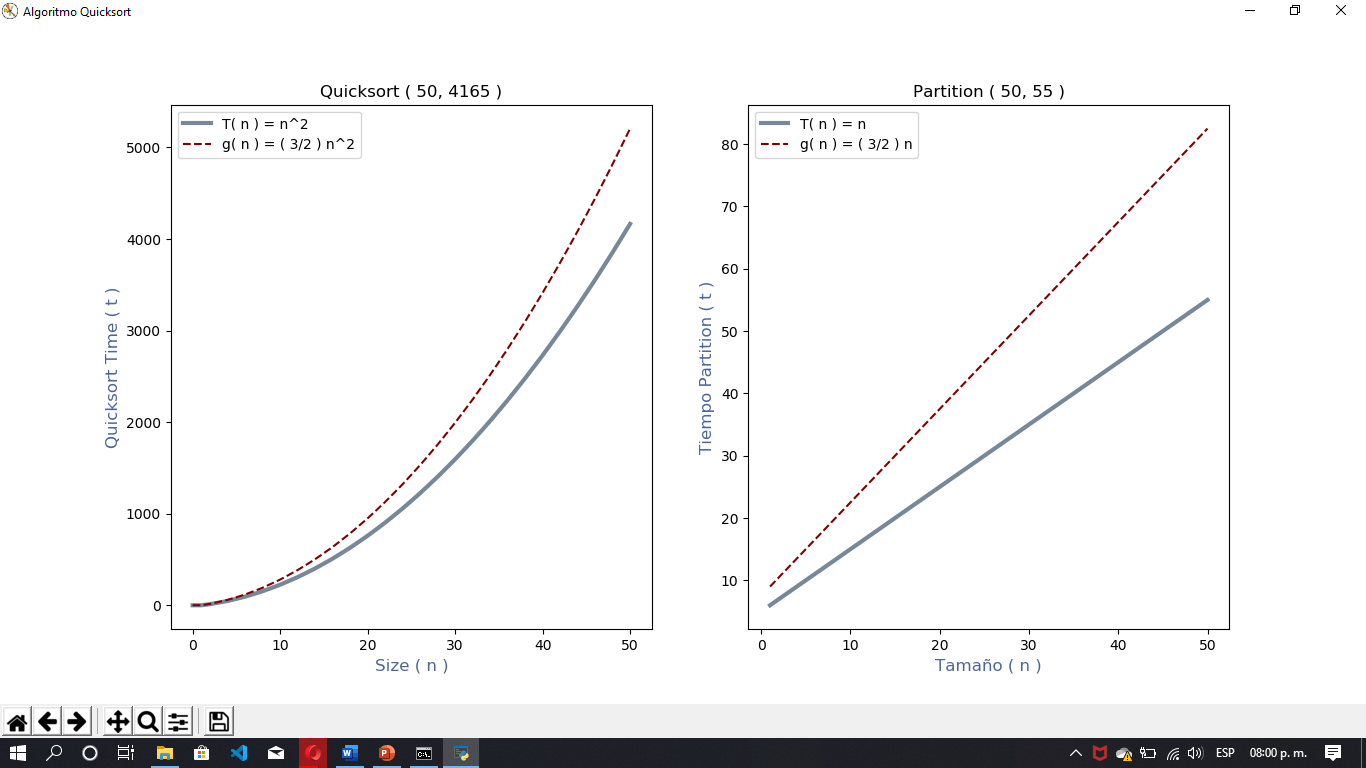 Algoritmo Quicksort
Quicksort ( 50, 4165 )
T( n ) = n^2
g( n ) = ( 3/2 ) n^2
5000
4000
3000
2000
1000
0
Quicksort Time ( t )
0 10 20 30 40 50
Size ( n )
Partition ( 50, 55 )
T( n ) = n
g( n ) = ( 3/2 ) n
80
70
60
50
40
30
20
10
Tiempo Partition ( t )
0 10 20 30 40 50
Tamaño ( n )
ESP 08:00 p. m.